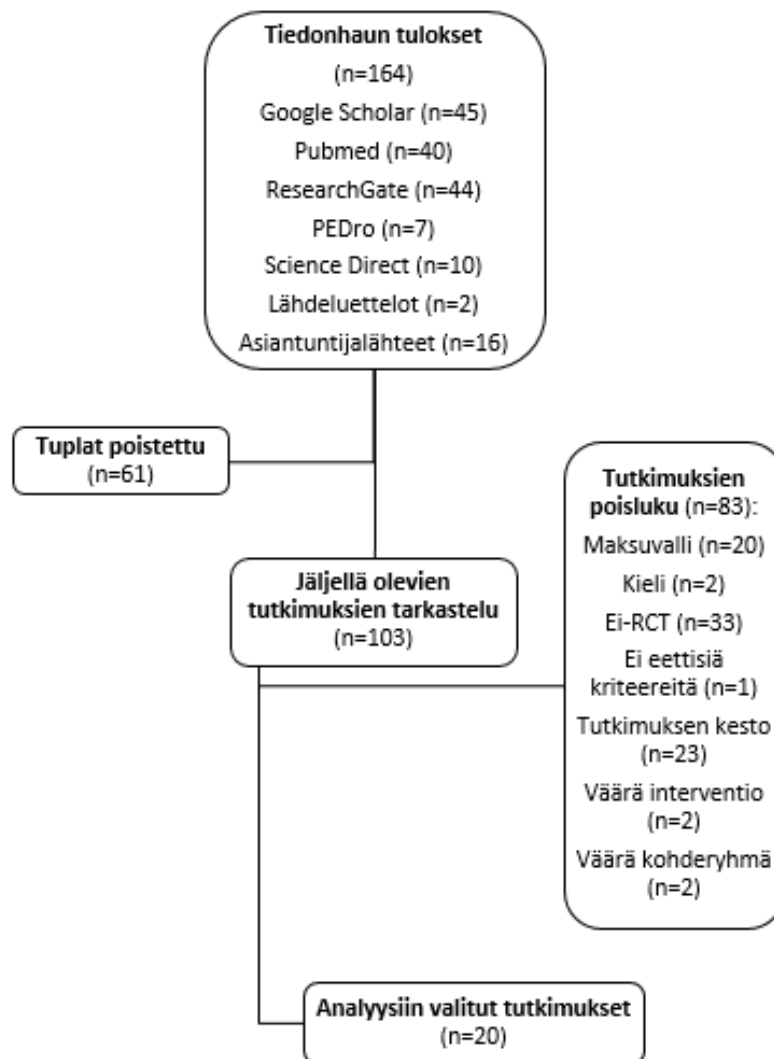 Tiedonhaun tulokset
(n=164)
Google Scholar (n=45)
Pubmed (n=40)
ResearchGate (n=44)
PEDro (n=7)
Science Direct (n=10)
Lähdeluettelot (n=2)
Asiantuntijalähteet (n=16)
Tuplat poistettu
(n=61)
Jäljellä olevien
tutkimuksien tarkastelu
(n=103)
Tutkimuksien
poisluku (n=83):
Maksuvalli (n=20)
Kieli (n=2)
Ei-RCT (n=33)
Ei eettisiä
kriteereitä (n=1)
Tutkimuksen kesto
(n=23)
Väärä interventio
(n=2)
Väärä kohderyhmä
(n=2)
Analyysiin valitut tutkimukset
(n=20)